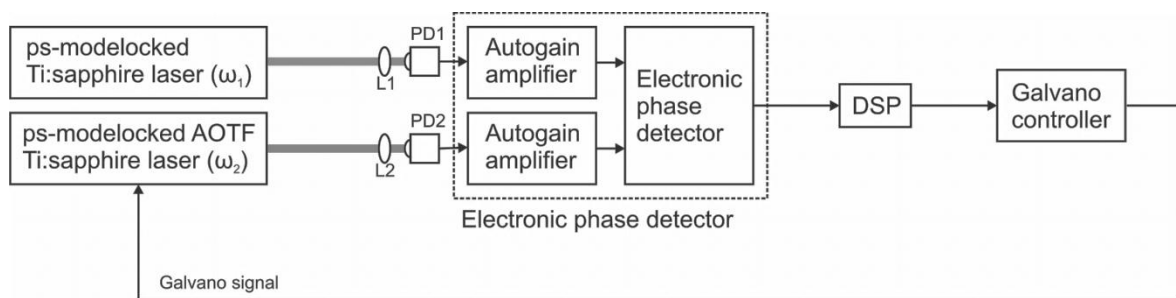 ps-modelocked
Ti:sapphire laser (ω₁)
L1
PD1
Autogain
amplifier
Electronic
phase
detector
DSP
Galvano
controller
ps-modelocked AOTF
Ti:sapphire laser (ω₂)
L2
PD2
Autogain
amplifier
Electronic phase detector
Galvano signal